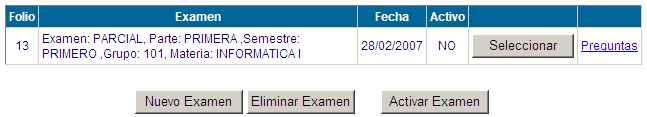 Folio Examen Fecha Activo
13 Examen: PARCIAL, Parte: PRIMERA ,Semestre: 28/02/2007 NO Seleccionar Preguntas
PRIMERO ,Grupo: 101, Materia: INFORMATICA I
Nuevo Examen Eliminar Examen Activar Examen